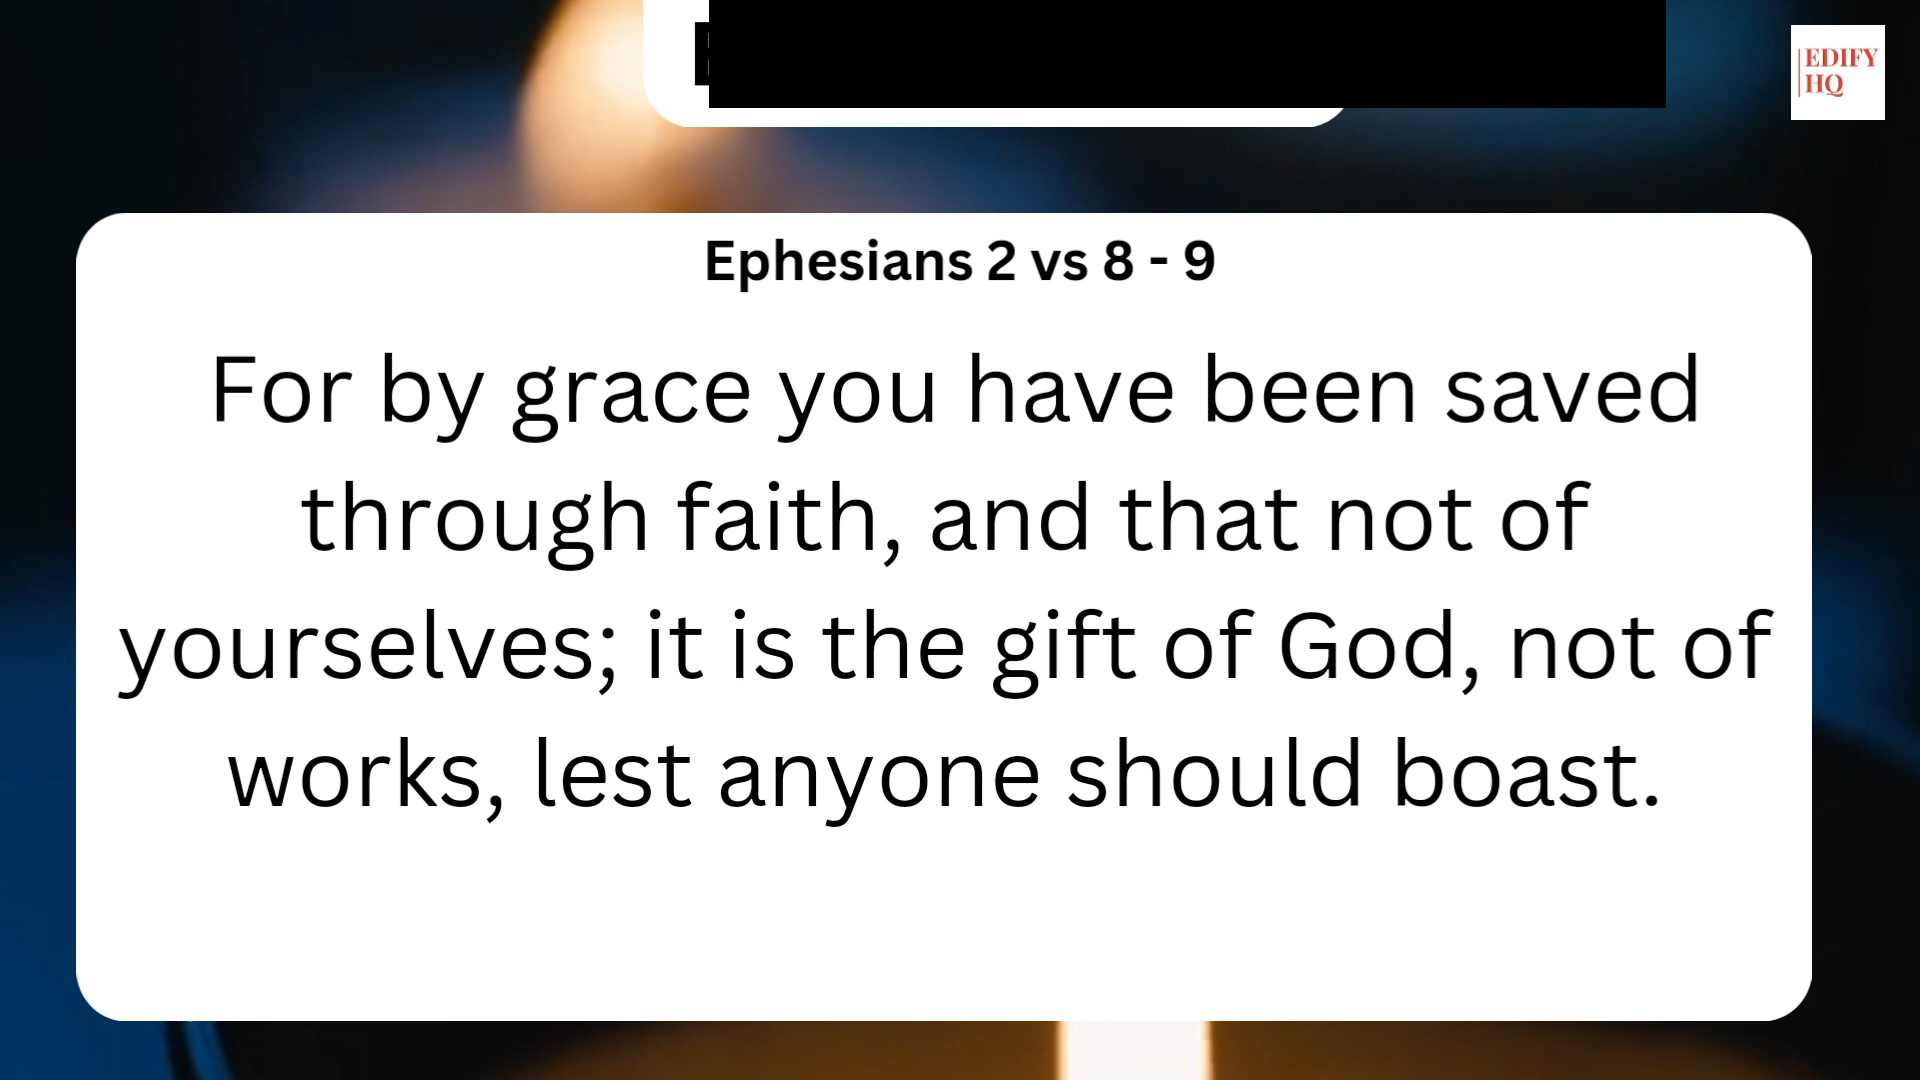 EDIFY
HQ
Ephesians 2 vs 8 - 9
For by grace you have been saved
through faith, and that not of
yourselves; it is the gift of God, not of
works, lest anyone should boast.